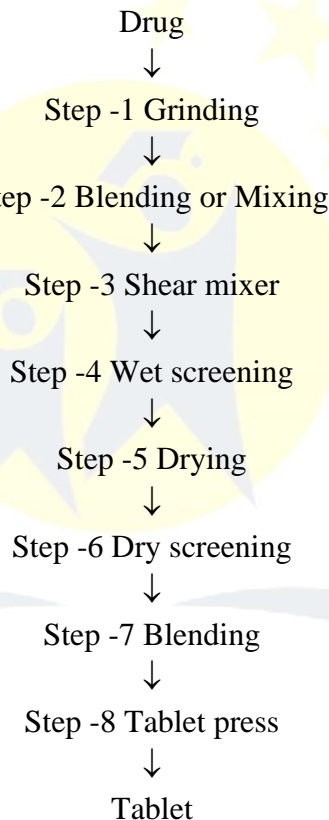 Drug
↓
Step -1 Grinding
↓
tep -2 Blending or Mixing
↓
Step -3 Shear mixer
↓
Step -4 Wet screening
↓
Step -5 Drying
↓
Step -6 Dry screening
↓
Step -7 Blending
↓
Step -8 Tablet press
↓
Tablet